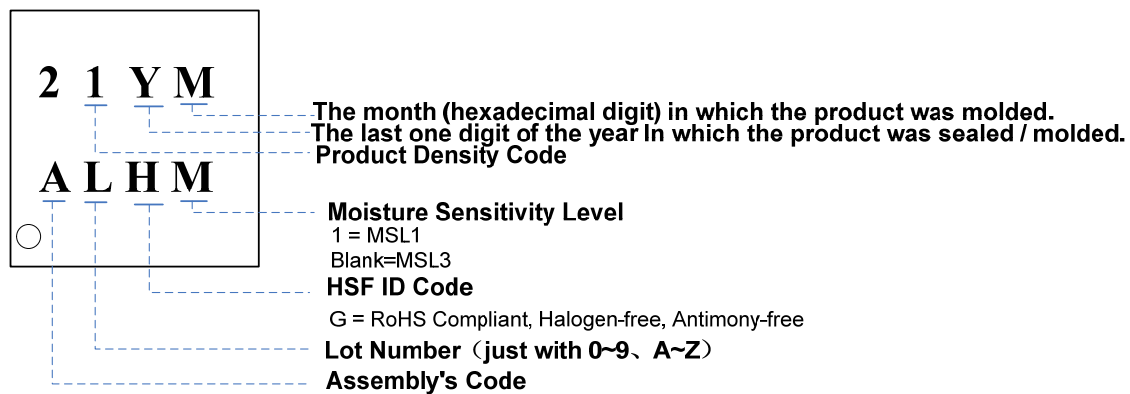 2 1 Y M
The month (hexadecimal digit) in which the product was molded.
The last one digit of the year In which the product was sealed / molded.
Product Density Code
A L H M
Moisture Sensitivity Level
1 = MSL1
Blank=MSL3
HSF ID Code
G = RoHS Compliant, Halogen-free, Antimony-free
Lot Number（just with 0~9、A~Z）
Assembly's Code